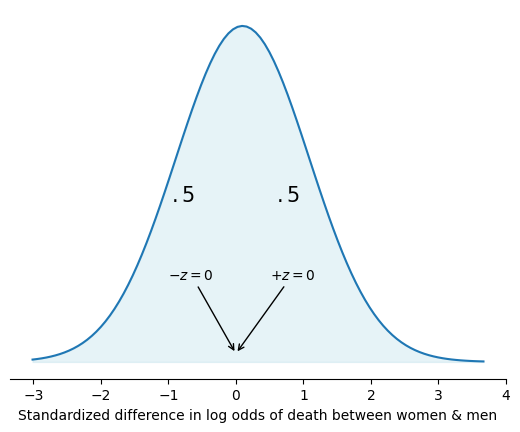 .5 .5
−z = 0 +z = 0
−3 −2 −1 0 1 2 3 4
Standardized difference in log odds of death between women & men